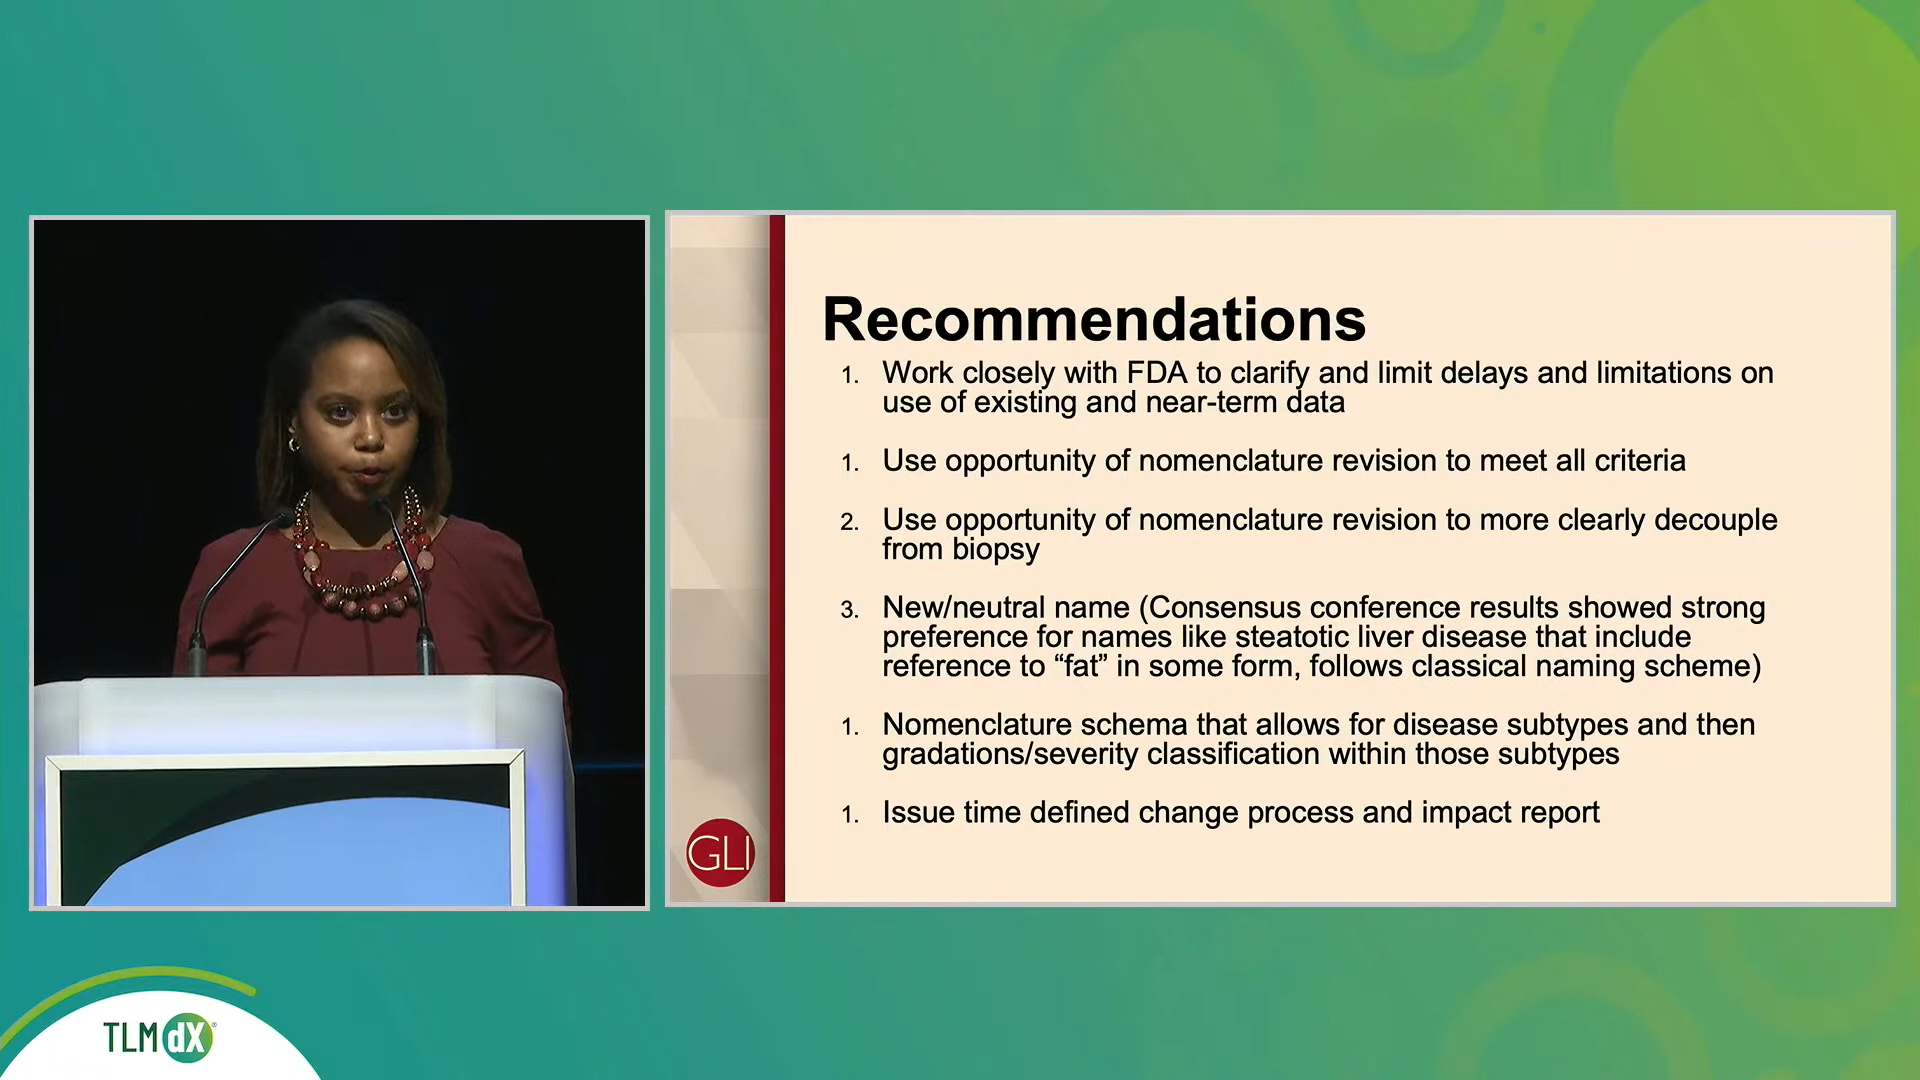 Recommendations
1. Work closely with FDA to clarify and limit delays and limitations on
use of existing and near-term data
1. Use opportunity of nomenclature revision to meet all criteria
2. Use opportunity of nomenclature revision to more clearly decouple
from biopsy
3. New/neutral name (Consensus conference results showed strong
preference for names like steatotic liver disease that include
reference to “fat” in some form, follows classical naming scheme)
1. Nomenclature schema that allows for disease subtypes and then
gradations/severity classification within those subtypes
1. Issue time defined change process and impact report
GLI
TLM dX®